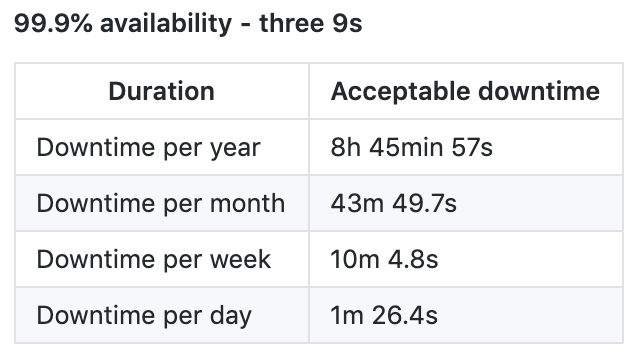 99.9% availability - three 9s
Duration Acceptable downtime
Downtime per year 8h 45min 57s
Downtime per month 43m 49.7s
Downtime per week 10m 4.8s
Downtime per day 1m 26.4s